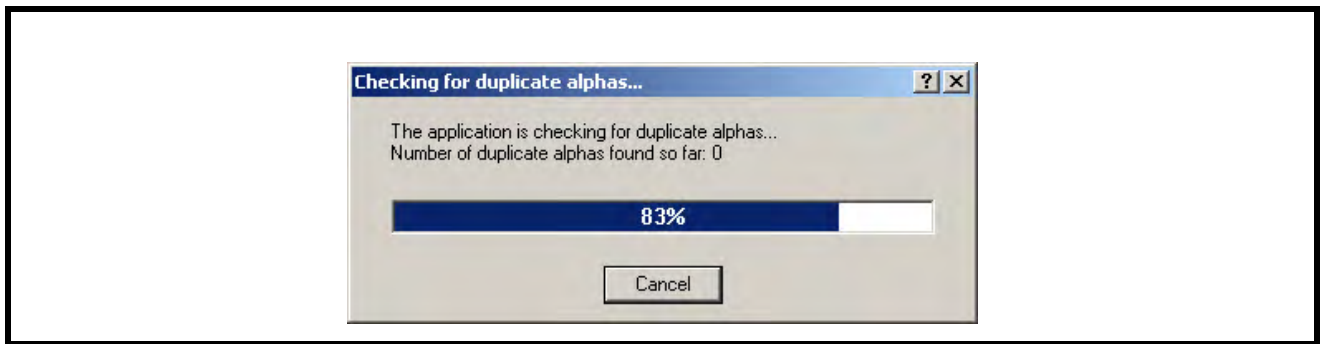 Checking for duplicate alphas...
The application is checking for duplicate alphas...
Number of duplicate alphas found so far: 0
83%
Cancel